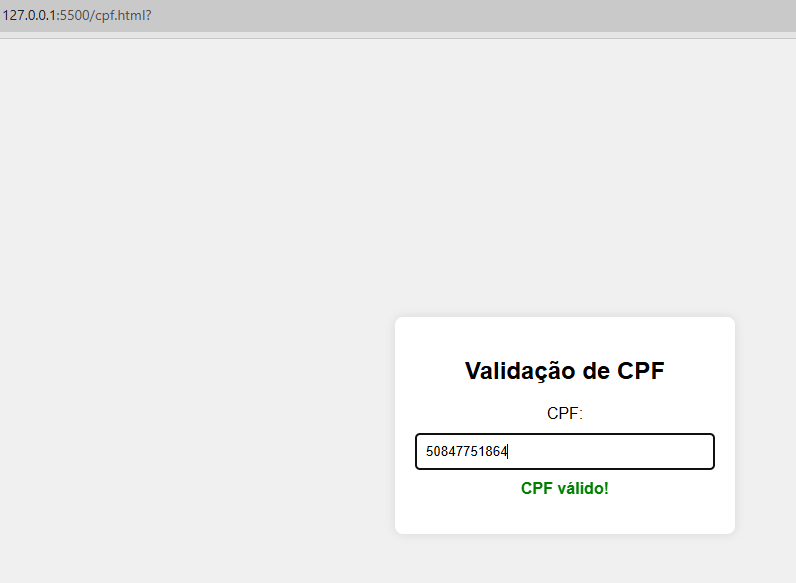 127.0.0.1:5500/cpf.html?
Validação de CPF
CPF:
50847751864
CPF válido!